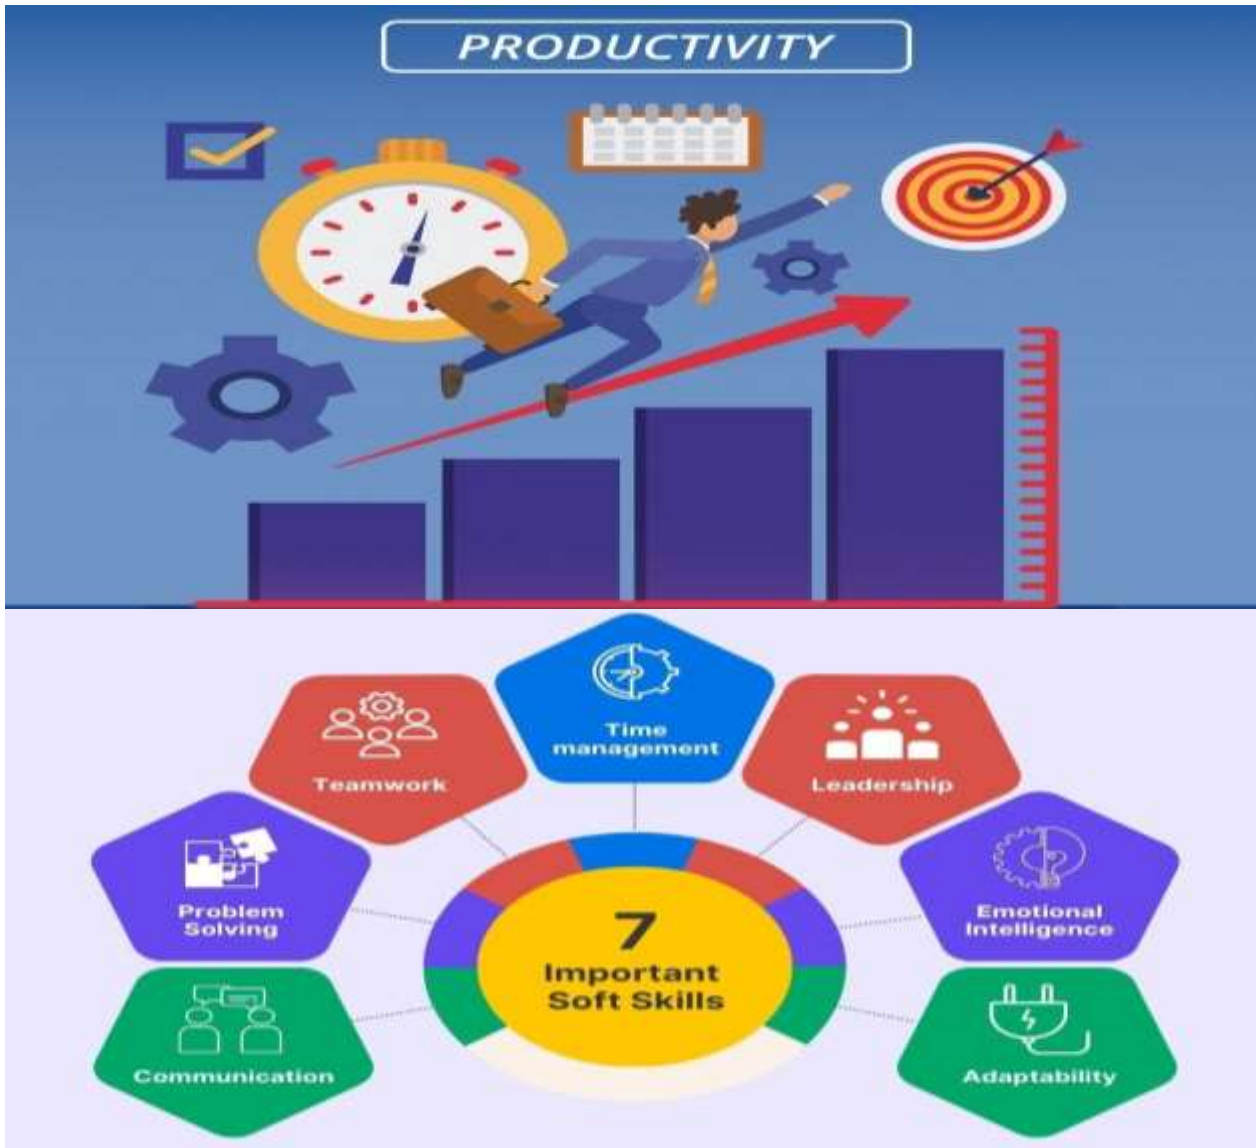 PRODUCTIVITY
Time
management
Teamwork
Leadership
Problem
Solving
Emotional
Intelligence
7
Important
Soft Skills
Communication
Adaptability